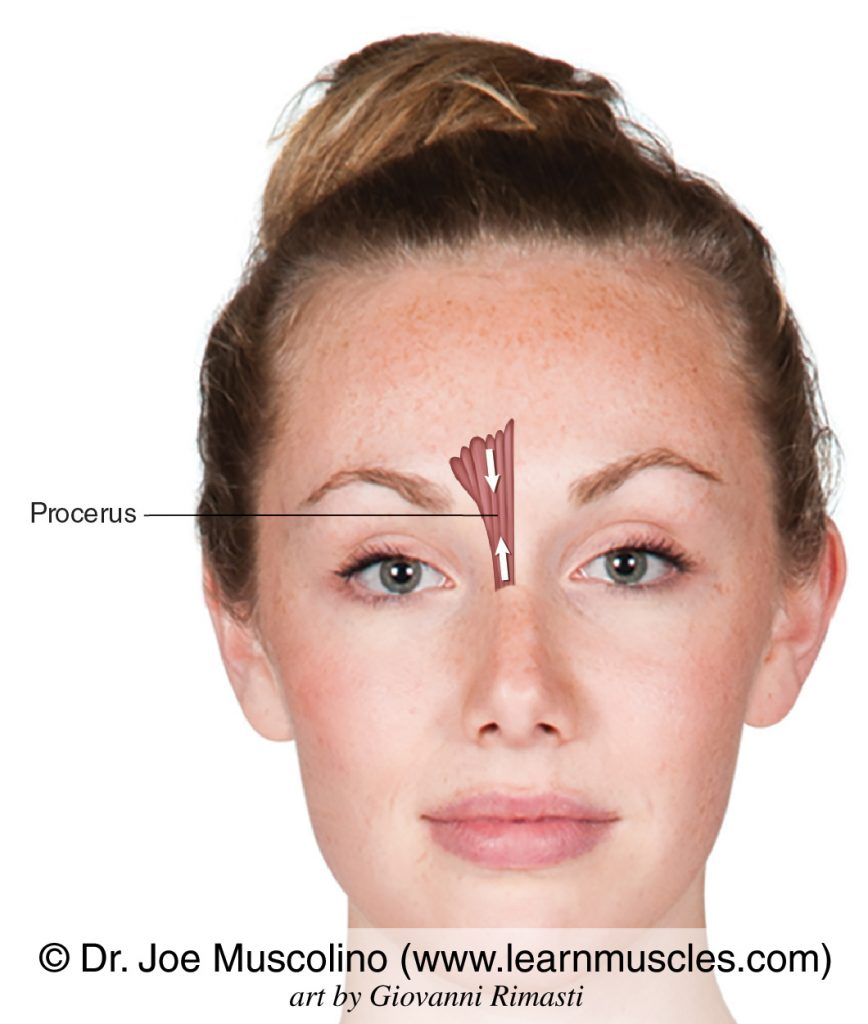 Procerus
© Dr. Joe Muscolino (www.learnmuscles.com)
art by Giovanni Rimasti